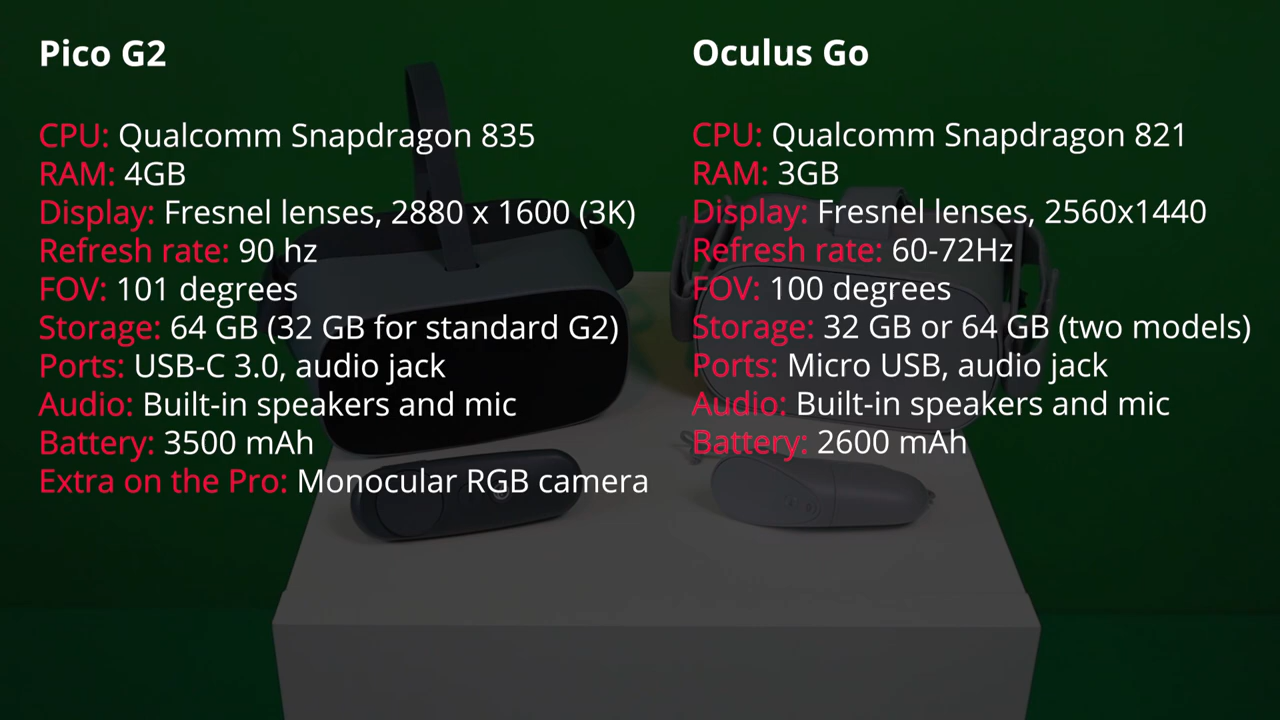 Pico G2
CPU: Qualcomm Snapdragon 835
RAM: 4GB
Display: Fresnel lenses, 2880 x 1600 (3K)
Refresh rate: 90 hz
FOV: 101 degrees
Storage: 64 GB (32 GB for standard G2)
Ports: USB-C 3.0, audio jack
Audio: Built-in speakers and mic
Battery: 3500 mAh
Extra on the Pro: Monocular RGB camera
Oculus Go
CPU: Qualcomm Snapdragon 821
RAM: 3GB
Display: Fresnel lenses, 2560x1440
Refresh rate: 60-72Hz
FOV: 100 degrees
Storage: 32 GB or 64 GB (two models)
Ports: Micro USB, audio jack
Audio: Built-in speakers and mic
Battery: 2600 mAh